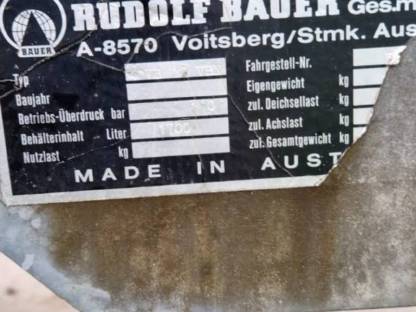 RUDOLF BAUER Ges.m
BAUER
A-8570 Voitsberg/Stmk. Aus
Typ
Baujahr
Betriebs-Überdruck bar
Behälterinhalt Liter
Nutzlast kg
Fahrgestell-Nr.
Eigengewicht kg
zul. Deichsellast kg
zul. Achslast kg
zul. Gesamtgewicht kg
MADE IN AUST